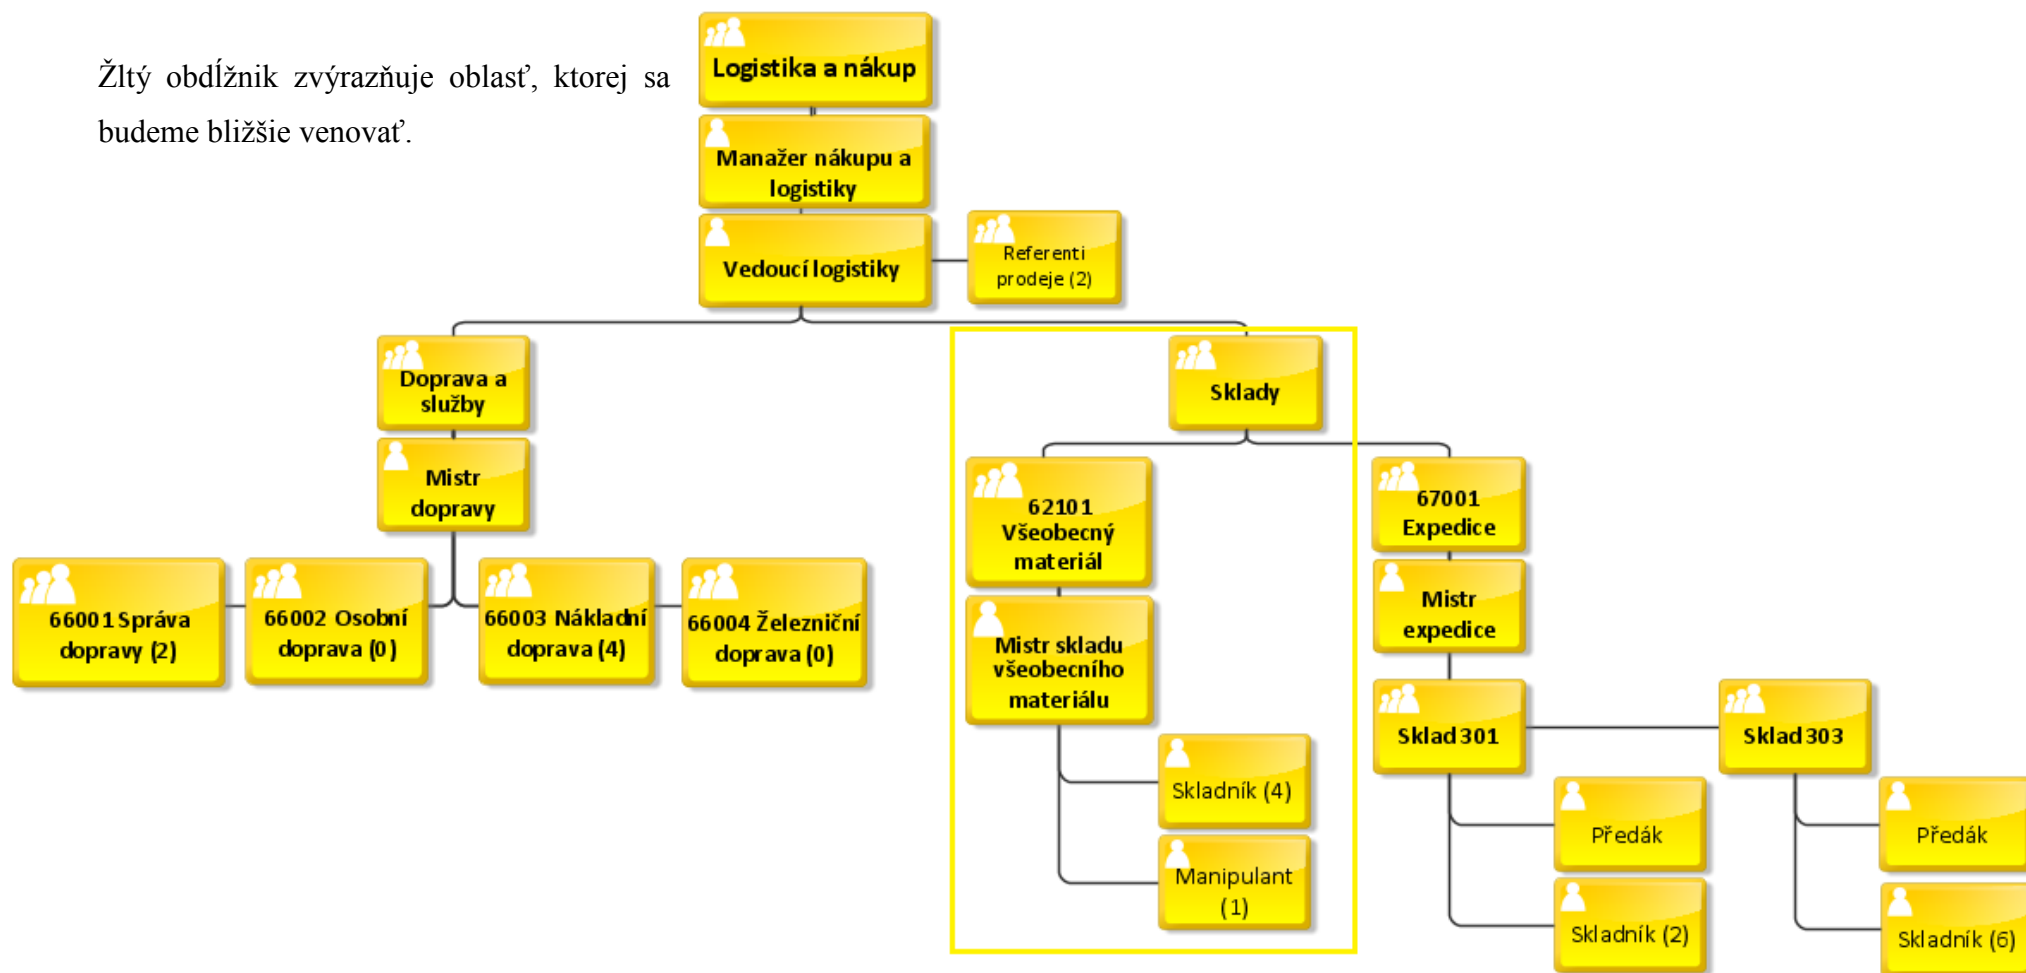 Žltý obdĺžnik zvýrazňuje oblasť, ktorej sa
budeme bližšie venovať.
Logistika a nákup
Manažer nákupu a
logistiky
Vedoucí logistiky
Referenti
prodeje (2)
Doprava a
služby
Mistr
dopravy
66001 Správa
dopravy (2)
66002 Osobní
doprava (0)
66003 Nákladní
doprava (4)
66004 Železniční
doprava (0)
Sklady
62101
Všeobecný
materiál
Mistr skladu
všeobecního
materiálu
Skladník (4)
Manipulant
(1)
67001
Expedice
Mistr
expedice
Sklad 301
Předák
Skladník (2)
Sklad 303
Předák
Skladník (6)